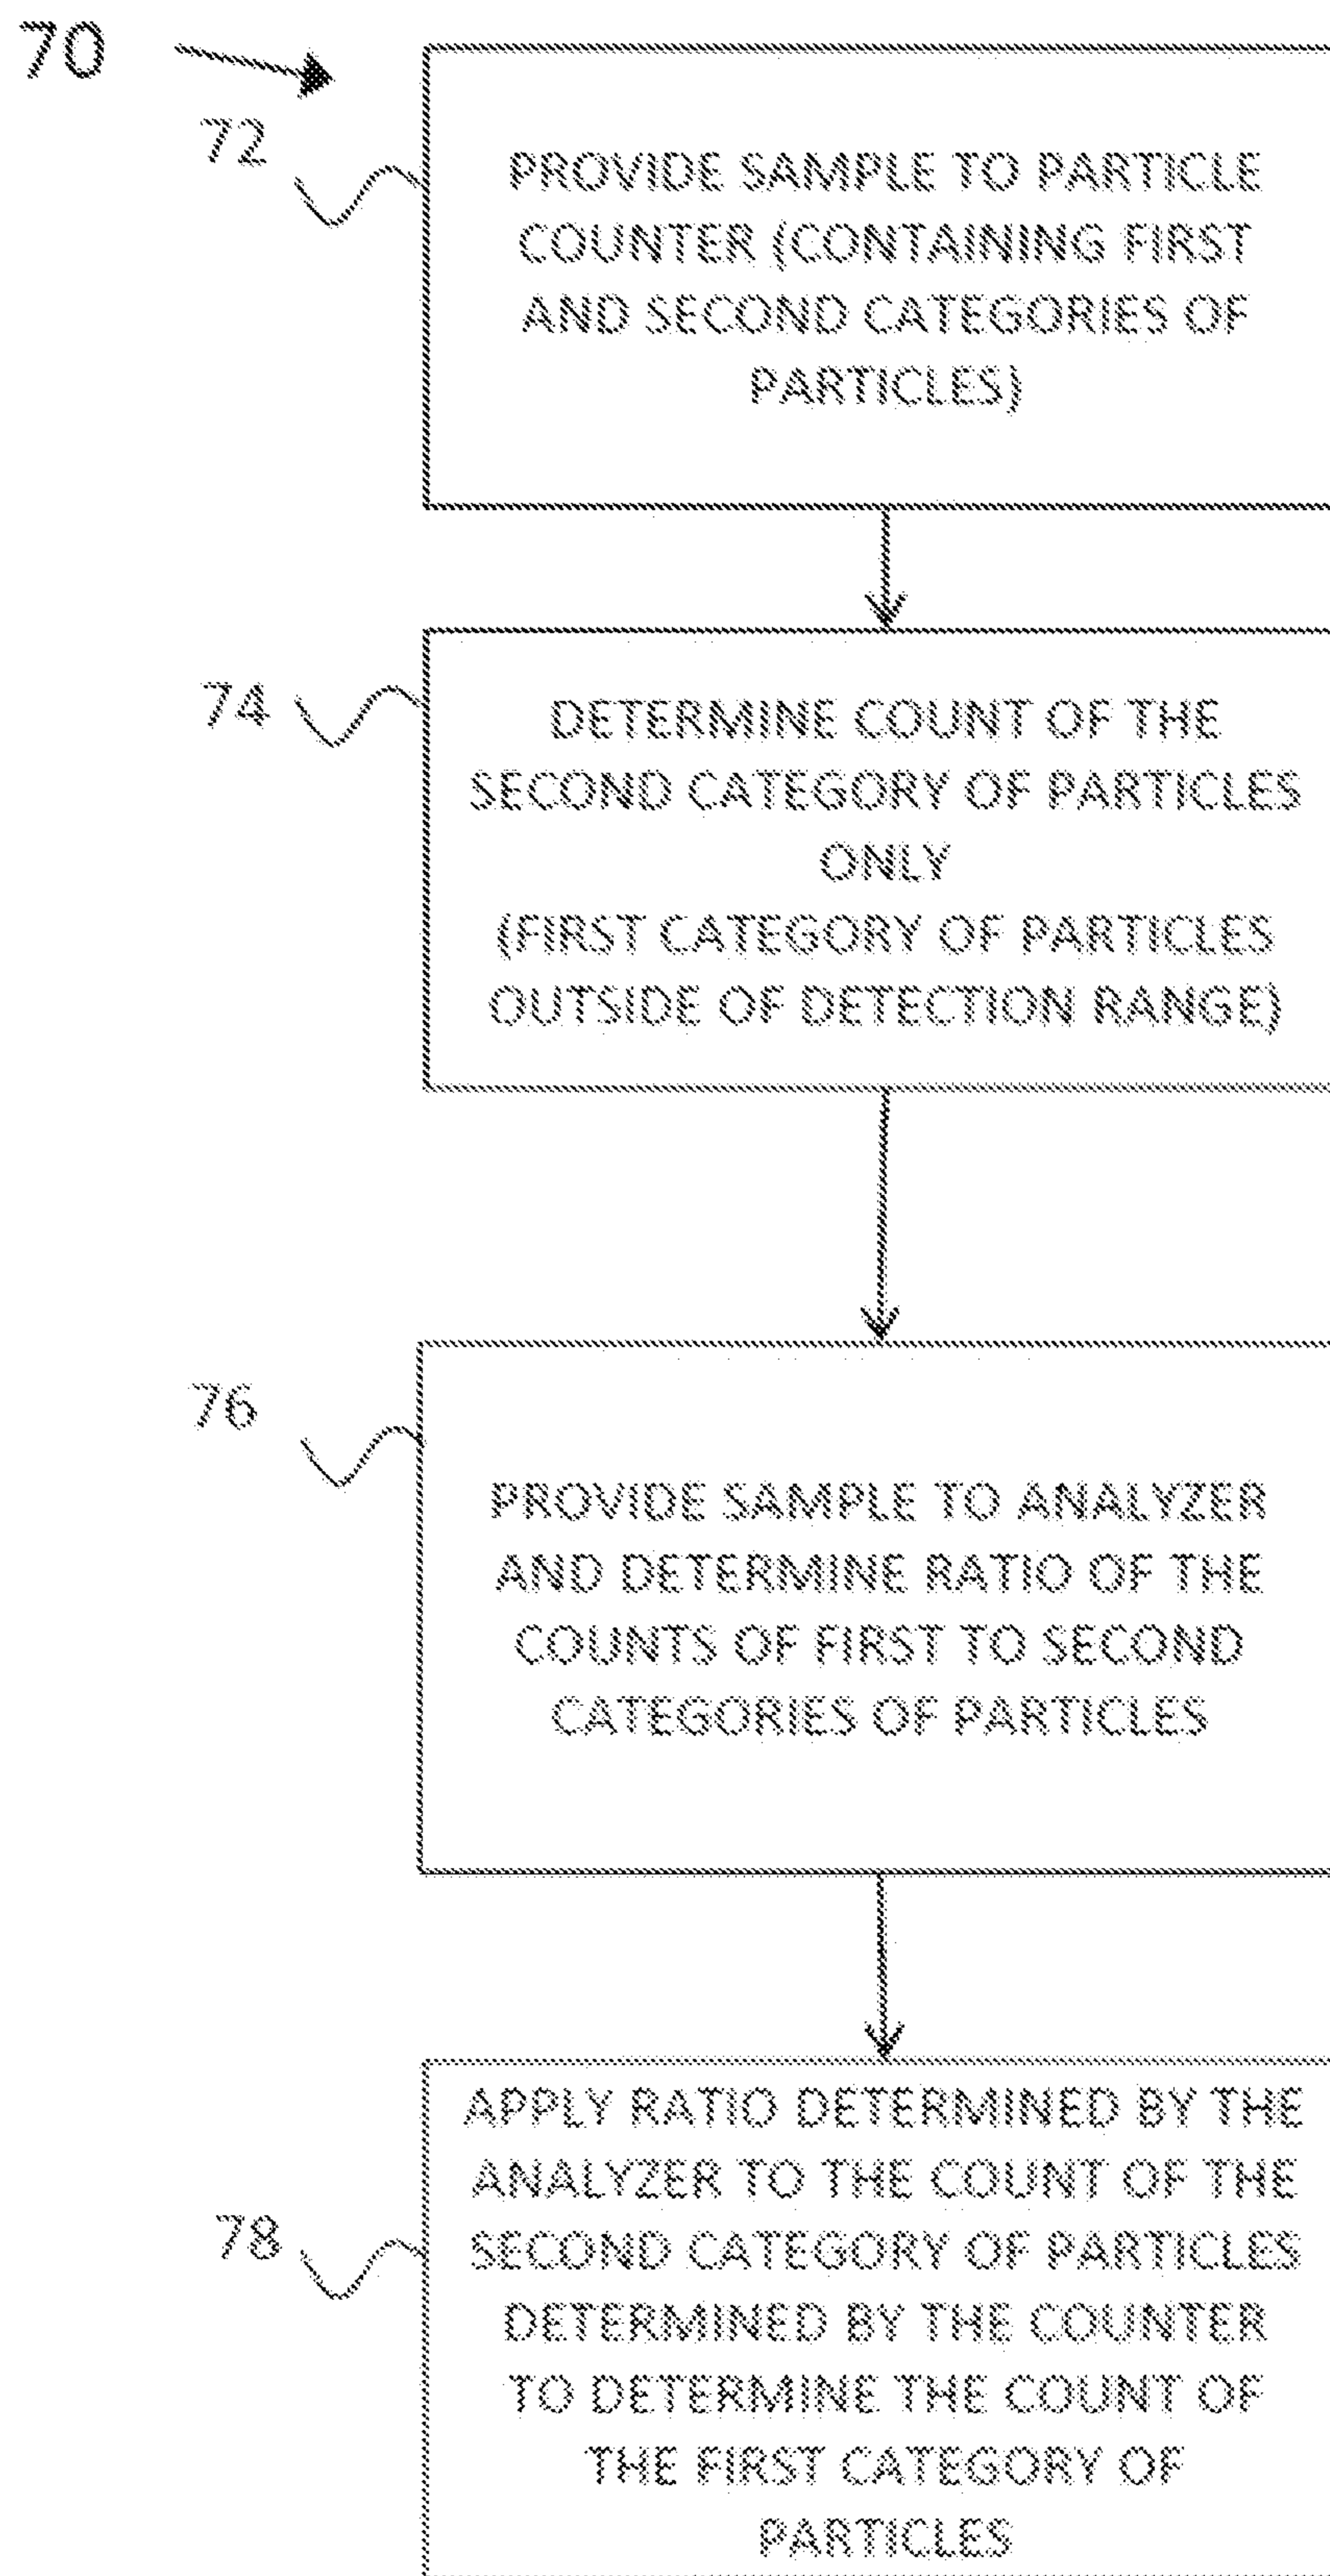 70
72
PROVIDE SAMPLE TO PARTICLE
COUNTER (CONTAINING FIRST
AND SECOND CATEGORIES OF
PARTICLES)
74
DETERMINE COUNT OF THE
SECOND CATEGORY OF PARTICLES
ONLY
(FIRST CATEGORY OF PARTICLES
OUTSIDE OF DETECTION RANGE)
76
PROVIDE SAMPLE TO ANALYZER
AND DETERMINE RATIO OF THE
COUNTS OF FIRST TO SECOND
CATEGORIES OF PARTICLES
78
APPLY RATIO DETERMINED BY THE
ANALYZER TO THE COUNT OF THE
SECOND CATEGORY OF PARTICLES
DETERMINED BY THE COUNTER
TO DETERMINE THE COUNT OF
THE FIRST CATEGORY OF
PARTICLES